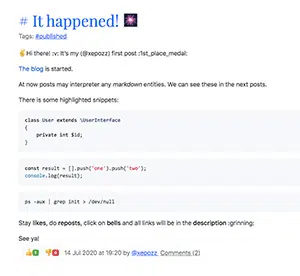 # It happened!
Tags: #published
Hi there! :v: It's my (@xepozz) first post :1st_place_medal:
The blog is started.
At now posts may interpreter any markdown entities. We can see these in the next posts.
There is some highlighted snippets:
class User extends \UserInterface
{
private int $id;
}
const result = [].push('one').push('two');
console.log(result);
ps -aux | grep init > /dev/null
Stay likes, do reposts, click on bells and all links will be in the description :grinning:
See ya!
14 Jul 2020 at 19:20 by @xepozz Comments (2)